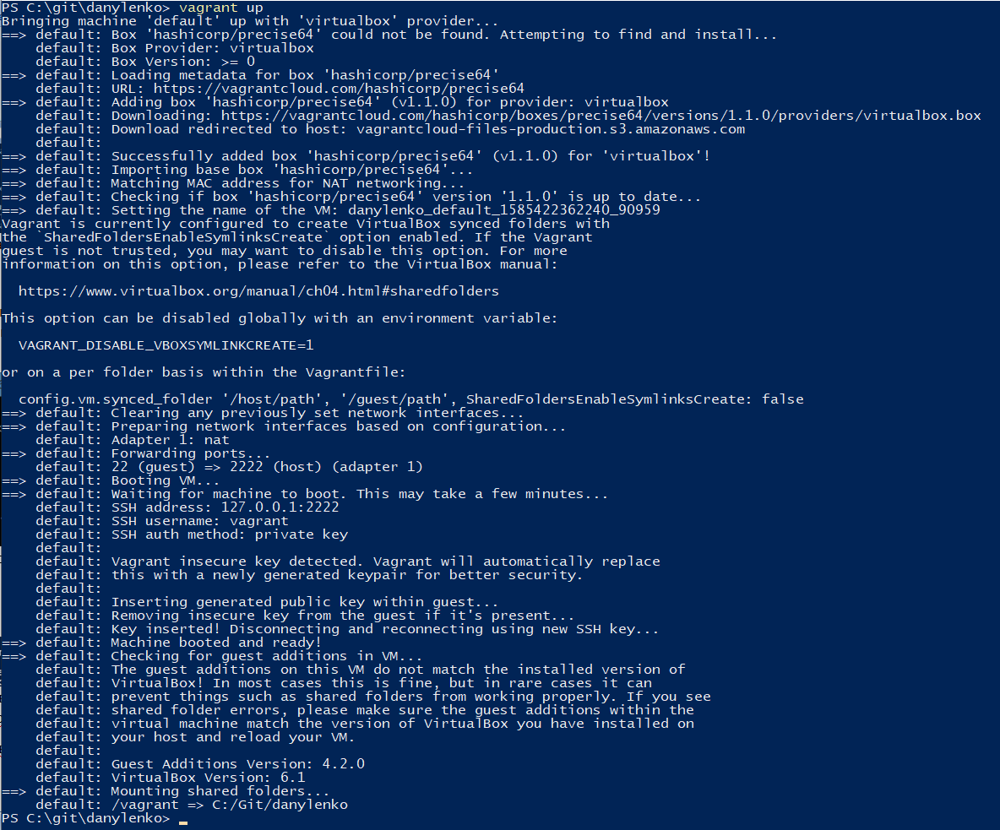 PS C:\git\danylenko> vagrant up
Bringing machine 'default' up with 'virtualbox' provider...
==> default: Box 'hashicorp/precise64' could not be found. Attempting to find and install...
    default: Box Provider: virtualbox
    default: Box Version: >= 0
==> default: Loading metadata for box 'hashicorp/precise64'
    default: URL: https://vagrantcloud.com/hashicorp/precise64
==> default: Adding box 'hashicorp/precise64' (v1.1.0) for provider: virtualbox
    default: Downloading: https://vagrantcloud.com/hashicorp/boxes/precise64/versions/1.1.0/providers/virtualbox.box
    default: Download redirected to host: vagrantcloud-files-production.s3.amazonaws.com
    default:
==> default: Successfully added box 'hashicorp/precise64' (v1.1.0) for 'virtualbox'!
==> default: Importing base box 'hashicorp/precise64'...
==> default: Matching MAC address for NAT networking...
==> default: Checking if box 'hashicorp/precise64' version '1.1.0' is up to date...
==> default: Setting the name of the VM: danylenko_default_1585422362240_90959
Vagrant is currently configured to create VirtualBox synced folders with
the `SharedFoldersEnableSymlinksCreate` option enabled. If the Vagrant
guest is not trusted, you may want to disable this option. For more
information on this option, please refer to the VirtualBox manual:
  https://www.virtualbox.org/manual/ch04.html#sharedfolders
This option can be disabled globally with an environment variable:
  VAGRANT_DISABLE_VBOXSYMLINKCREATE=1
or on a per folder basis within the Vagrantfile:
  config.vm.synced_folder '/host/path', '/guest/path', SharedFoldersEnableSymlinksCreate: false
==> default: Clearing any previously set network interfaces...
==> default: Preparing network interfaces based on configuration...
    default: Adapter 1: nat
==> default: Forwarding ports...
    default: 22 (guest) => 2222 (host) (adapter 1)
==> default: Booting VM...
==> default: Waiting for machine to boot. This may take a few minutes...
    default: SSH address: 127.0.0.1:2222
    default: SSH username: vagrant
    default: SSH auth method: private key
    default:
    default: Vagrant insecure key detected. Vagrant will automatically replace
    default: this with a newly generated keypair for better security.
    default:
    default: Inserting generated public key within guest...
    default: Removing insecure key from the guest if it's present...
    default: Key inserted! Disconnecting and reconnecting using new SSH key...
==> default: Machine booted and ready!
==> default: Checking for guest additions in VM...
    default: The guest additions on this VM do not match the installed version of
    default: VirtualBox! In most cases this is fine, but in rare cases it can
    default: prevent things such as shared folders from working properly. If you see
    default: shared folder errors, please make sure the guest additions within the
    default: virtual machine match the version of VirtualBox you have installed on
    default: your host and reload your VM.
    default:
    default: Guest Additions Version: 4.2.0
    default: VirtualBox Version: 6.1
==> default: Mounting shared folders...
    default: /vagrant => C:/Git/danylenko
PS C:\git\danylenko> _